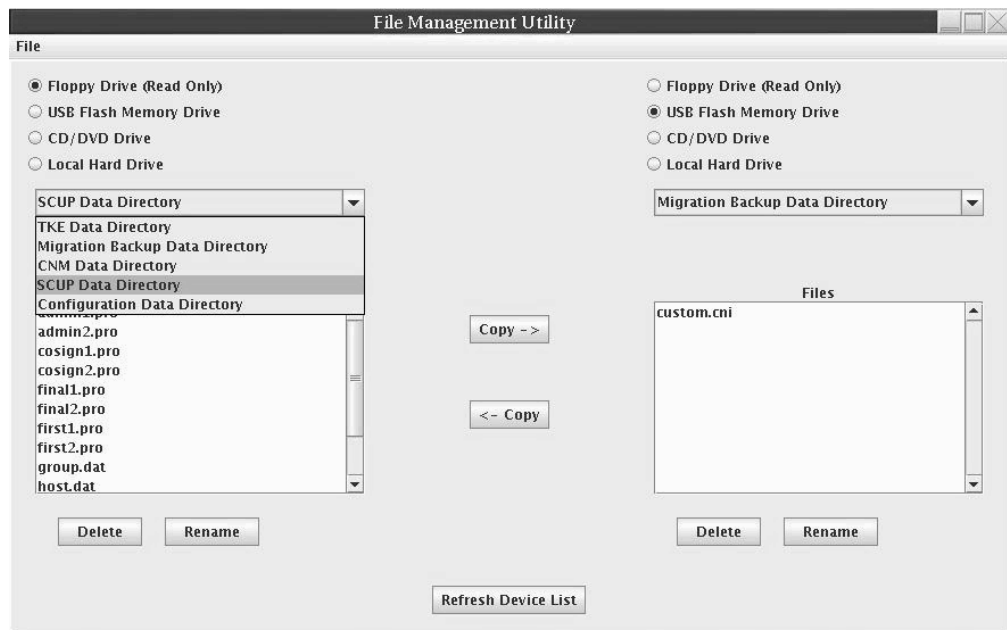 File Management Utility
File
Floppy Drive (Read Only)
USB Flash Memory Drive
CD/DVD Drive
Local Hard Drive
SCUP Data Directory
TKE Data Directory
Migration Backup Data Directory
CNM Data Directory
SCUP Data Directory
Configuration Data Directory
admin2.pro
cosign1.pro
cosign2.pro
final1.pro
final2.pro
first1.pro
first2.pro
group.dat
host.dat
Delete
Rename
Copy ->
<- Copy
Floppy Drive (Read Only)
USB Flash Memory Drive
CD/DVD Drive
Local Hard Drive
Migration Backup Data Directory
Files
custom.cni
Delete
Rename
Refresh Device List